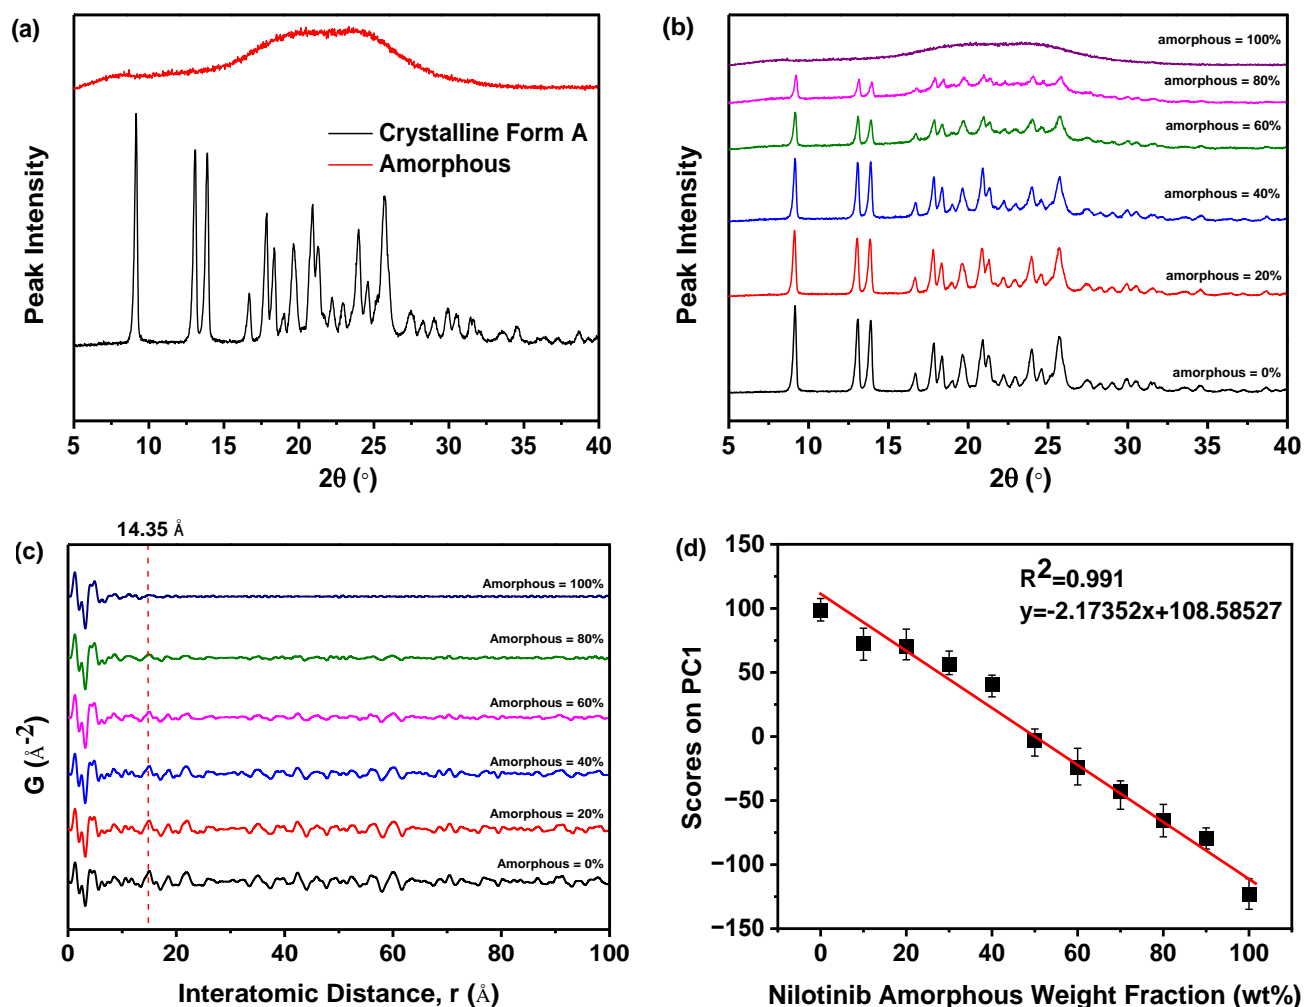 (a)
Crystalline Form A
Amorphous
Peak Intensity
5 10 15 20 25 30 35 40
2θ (°)
(b)
amorphous = 100%
amorphous = 80%
amorphous = 60%
amorphous = 40%
amorphous = 20%
amorphous = 0%
Peak Intensity
5 10 15 20 25 30 35 40
2θ (°)
(c)
14.35 Å
Amorphous = 100%
Amorphous = 80%
Amorphous = 60%
Amorphous = 40%
Amorphous = 20%
Amorphous = 0%
G (Å-2)
0 20 40 60 80 100
Interatomic Distance, r (Å)
(d)
R2=0.991
y=-2.17352x+108.58527
Scores on PC1
150
100
50
0
−50
−100
−150
0 20 40 60 80 100
Nilotinib Amorphous Weight Fraction (wt%)